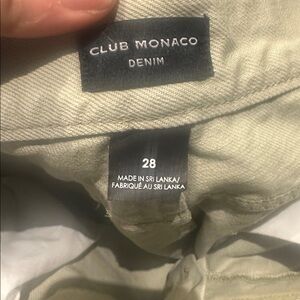 CLUB MONACO
DENIM
28
MADE IN SRI LANKA/
FABRIQUÉ AU SRI LANKA